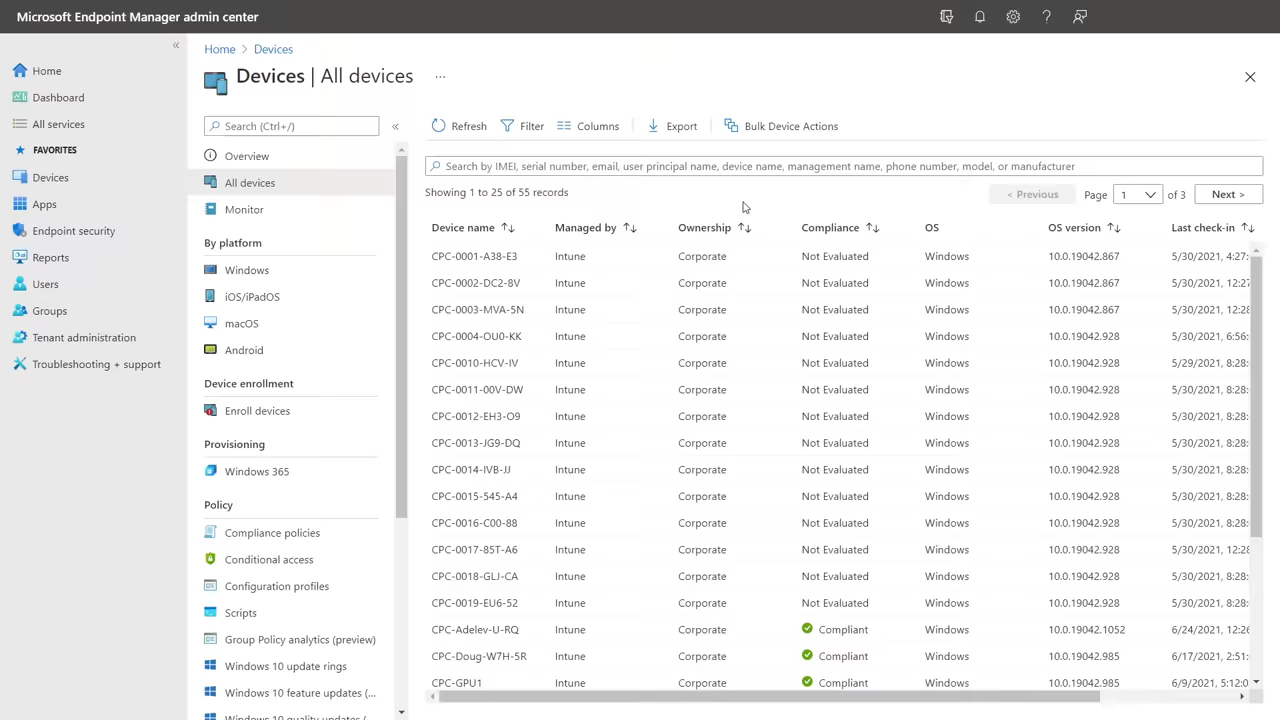 Microsoft Endpoint Manager admin center
«
Home
Dashboard
All services
FAVORITES
Devices
Apps
Endpoint security
Reports
Users
Groups
Tenant administration
Troubleshooting + support
Home > Devices
Devices | All devices ...
Search (Ctrl+/) «
Overview
All devices
Monitor
By platform
Windows
iOS/iPadOS
macOS
Android
Device enrollment
Enroll devices
Provisioning
Windows 365
Policy
Compliance policies
Conditional access
Configuration profiles
Scripts
Group Policy analytics (preview)
Windows 10 update rings
Windows 10 feature updates (...
Windows 10 quality updates (...
Refresh Filter Columns Export Bulk Device Actions
Search by IMEI, serial number, email, user principal name, device name, management name, phone number, model, or manufacturer
Showing 1 to 25 of 55 records < Previous Page 1 of 3 Next >
Device name Managed by Ownership Compliance OS OS version Last check-in
CPC-0001-A38-E3 Intune Corporate Not Evaluated Windows 10.0.19042.867 5/30/2021, 4:27:
CPC-0002-DC2-8V Intune Corporate Not Evaluated Windows 10.0.19042.867 5/30/2021, 12:27
CPC-0003-MVA-5N Intune Corporate Not Evaluated Windows 10.0.19042.867 5/30/2021, 12:28
CPC-0004-OU0-KK Intune Corporate Not Evaluated Windows 10.0.19042.928 5/30/2021, 6:56:
CPC-0010-HCV-IV Intune Corporate Not Evaluated Windows 10.0.19042.928 5/29/2021, 8:28:
CPC-0011-00V-DW Intune Corporate Not Evaluated Windows 10.0.19042.928 5/30/2021, 8:28:
CPC-0012-EH3-O9 Intune Corporate Not Evaluated Windows 10.0.19042.928 5/30/2021, 8:28:
CPC-0013-JG9-DQ Intune Corporate Not Evaluated Windows 10.0.19042.928 5/30/2021, 8:28:
CPC-0014-IVB-JJ Intune Corporate Not Evaluated Windows 10.0.19042.928 5/30/2021, 8:28:
CPC-0015-545-A4 Intune Corporate Not Evaluated Windows 10.0.19042.928 5/30/2021, 8:28:
CPC-0016-C00-88 Intune Corporate Not Evaluated Windows 10.0.19042.928 5/30/2021, 8:28:
CPC-0017-85T-A6 Intune Corporate Not Evaluated Windows 10.0.19042.928 5/30/2021, 12:28
CPC-0018-GLJ-CA Intune Corporate Not Evaluated Windows 10.0.19042.928 5/30/2021, 8:28:
CPC-0019-EU6-52 Intune Corporate Not Evaluated Windows 10.0.19042.928 5/30/2021, 8:28:
CPC-Adelev-U-RQ Intune Corporate Compliant Windows 10.0.19042.1052 6/24/2021, 12:26
CPC-Doug-W7H-5R Intune Corporate Compliant Windows 10.0.19042.985 6/17/2021, 2:51:
CPC-GPU1 Intune Corporate Compliant Windows 10.0.19042.985 6/9/2021, 5:12:0